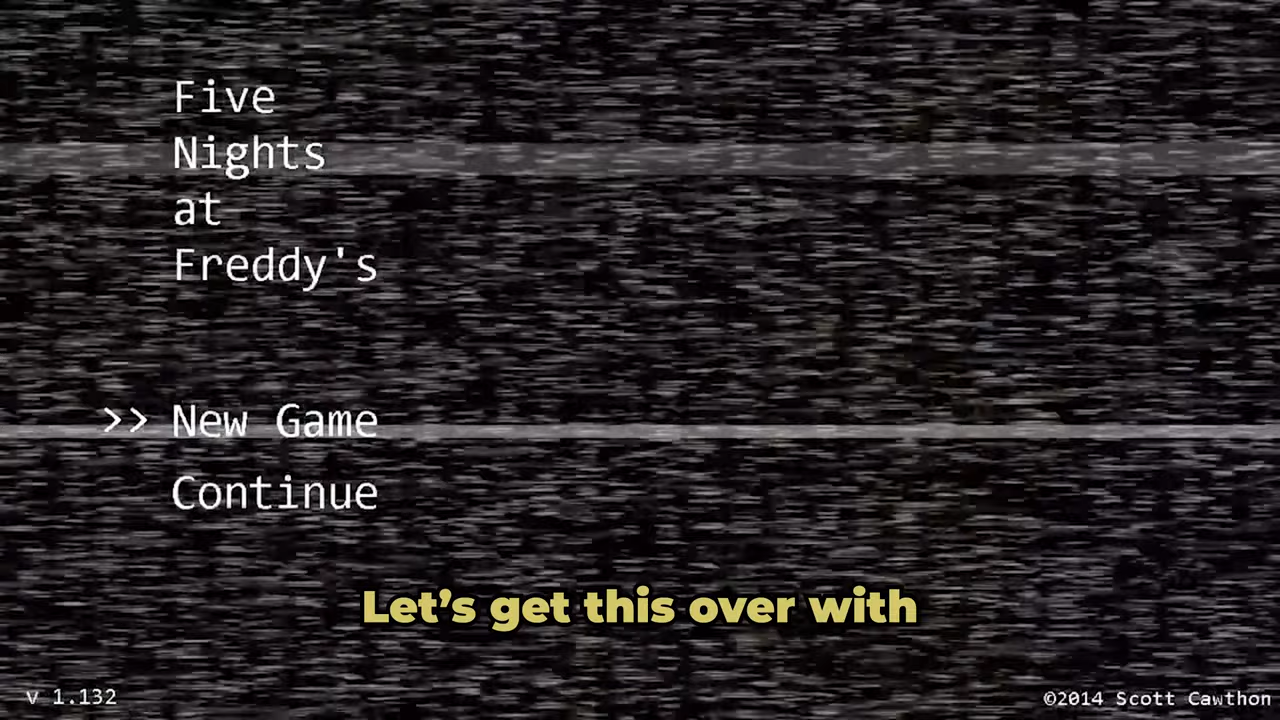 Five
Nights
at
Freddy's
>> New Game
Continue
Let's get this over with
v 1.132
©2014 Scott Cawthon